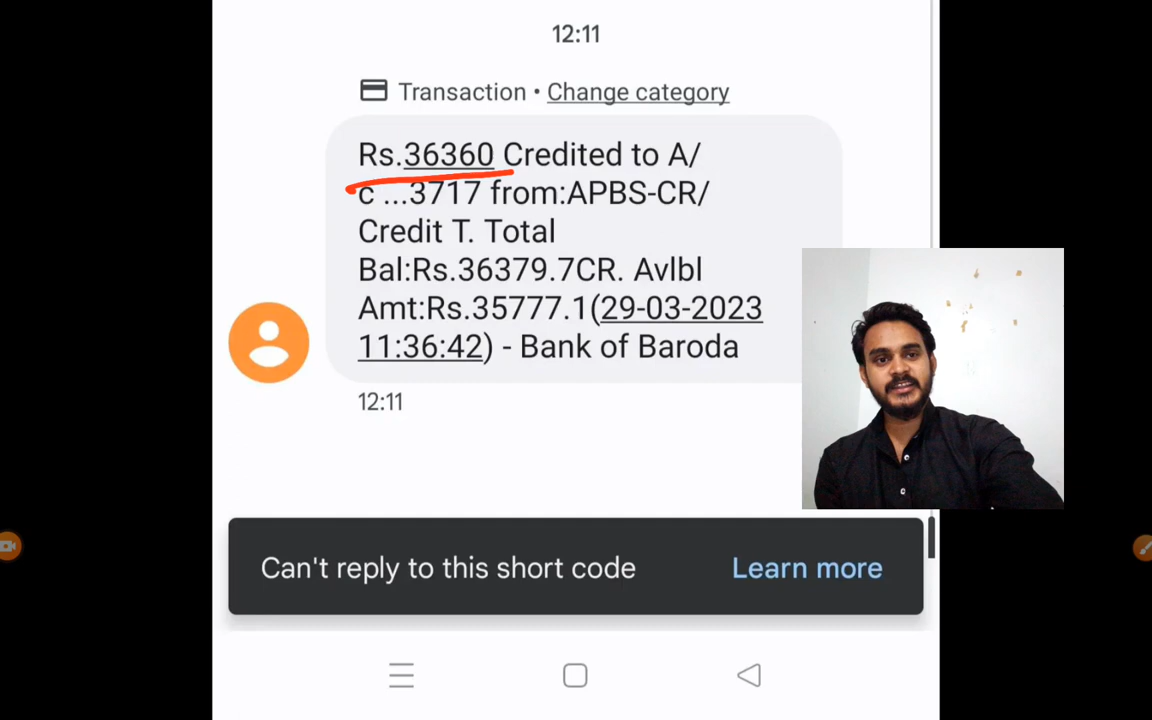 12:11
Transaction • Change category
Rs.36360 Credited to A/
c ...3717 from:APBS-CR/
Credit T. Total
Bal:Rs.36379.7CR. Avlbl
Amt:Rs.35777.1(29-03-2023
11:36:42) - Bank of Baroda
12:11
Can't reply to this short code
Learn more